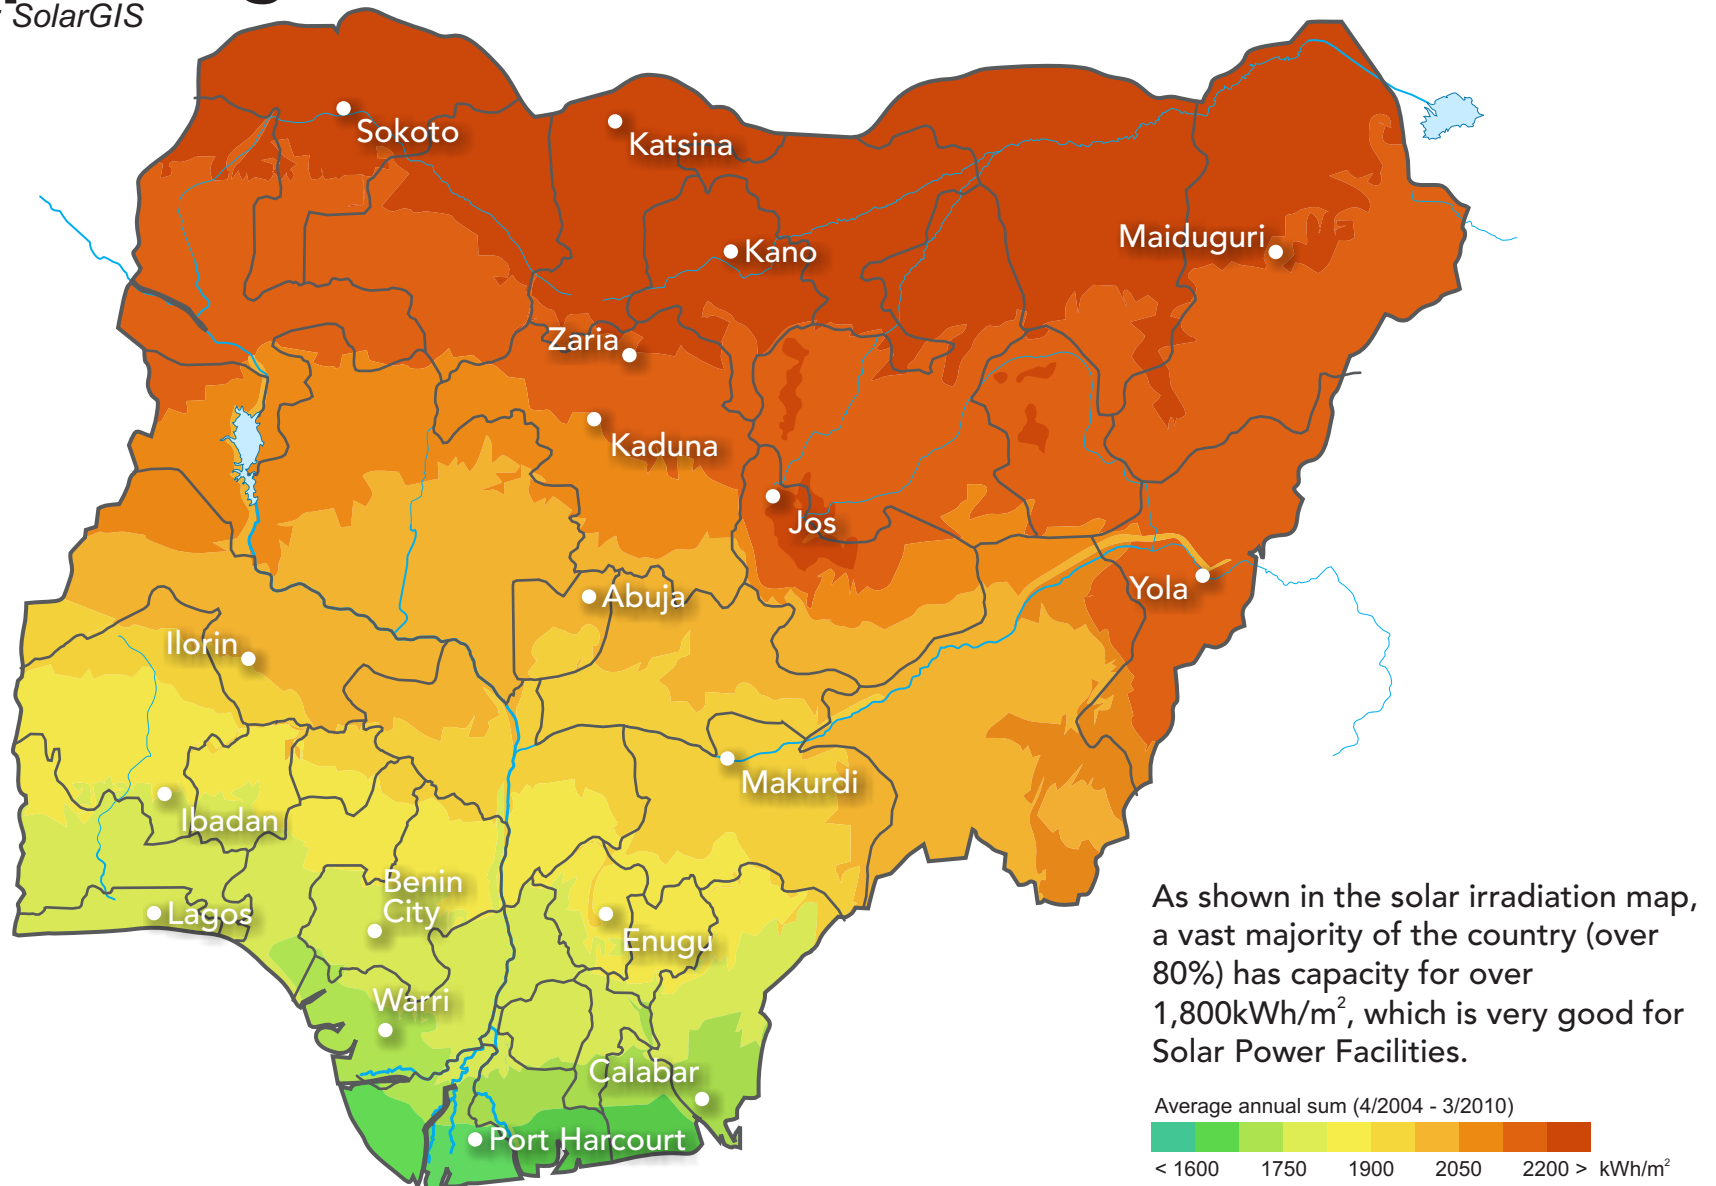 SolarGIS
Sokoto
Katsina
Kano
Maiduguri
Zaria
Kaduna
Jos
Abuja
Yola
Ilorin
Makurdi
Ibadan
Benin
City
Lagos
Enugu
Warri
Calabar
Port Harcourt
As shown in the solar irradiation map,
a vast majority of the country (over
80%) has capacity for over
1,800kWh/m², which is very good for
Solar Power Facilities.
Average annual sum (4/2004 - 3/2010)
< 1600 1750 1900 2050 2200 > kWh/m²